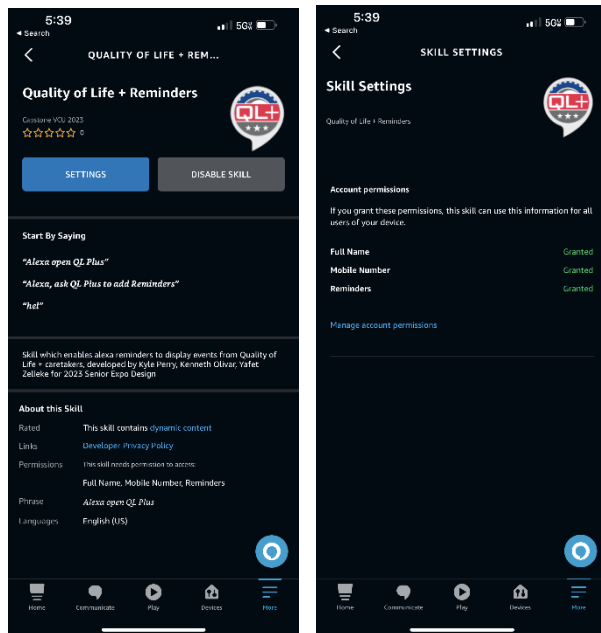 5:39
◄ Search
5G
QUALITY OF LIFE + REM...
Quality of Life + Reminders
Capstone VCU 2023
0
QL+
SETTINGS
DISABLE SKILL
Start By Saying
“Alexa open QL Plus”
“Alexa, ask QL Plus to add Reminders”
“hel”
Skill which enables alexa reminders to display events from Quality of
Life + caretakers, developed by Kyle Perry, Kenneth Olivar, Yafet
Zelleke for 2023 Senior Expo Design
About this Skill
Rated This skill contains dynamic content
Links Developer Privacy Policy
Permissions This skill needs permission to access:
Full Name, Mobile Number, Reminders
Phrase Alexa open QL Plus
Languages English (US)
Home Communicate Play Devices More
5:39
◄ Search
5G
SKILL SETTINGS
Skill Settings
Quality of Life + Reminders
QL+
Account permissions
If you grant these permissions, this skill can use this information for all
users of your device.
Full Name Granted
Mobile Number Granted
Reminders Granted
Manage account permissions
Home Communicate Play Devices More